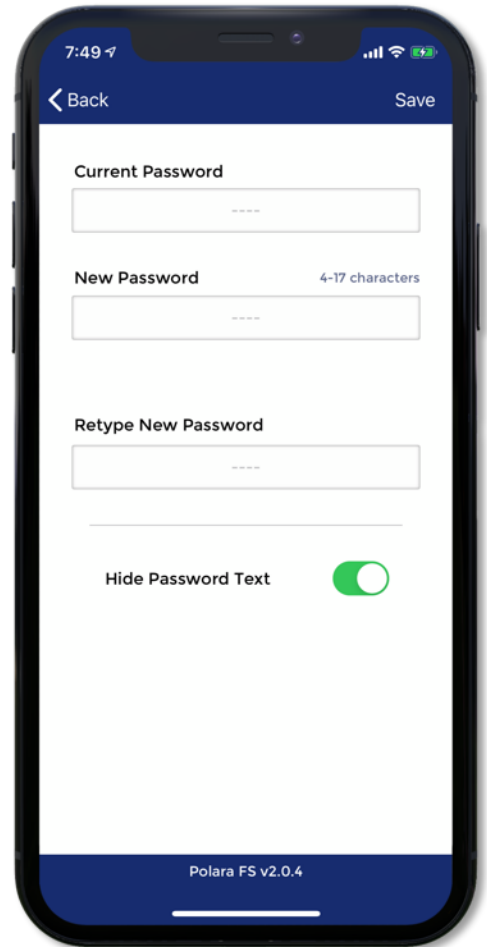 7:49
Back Save
Current Password
----
New Password 4-17 characters
----
Retype New Password
----
Hide Password Text
Polara FS v2.0.4